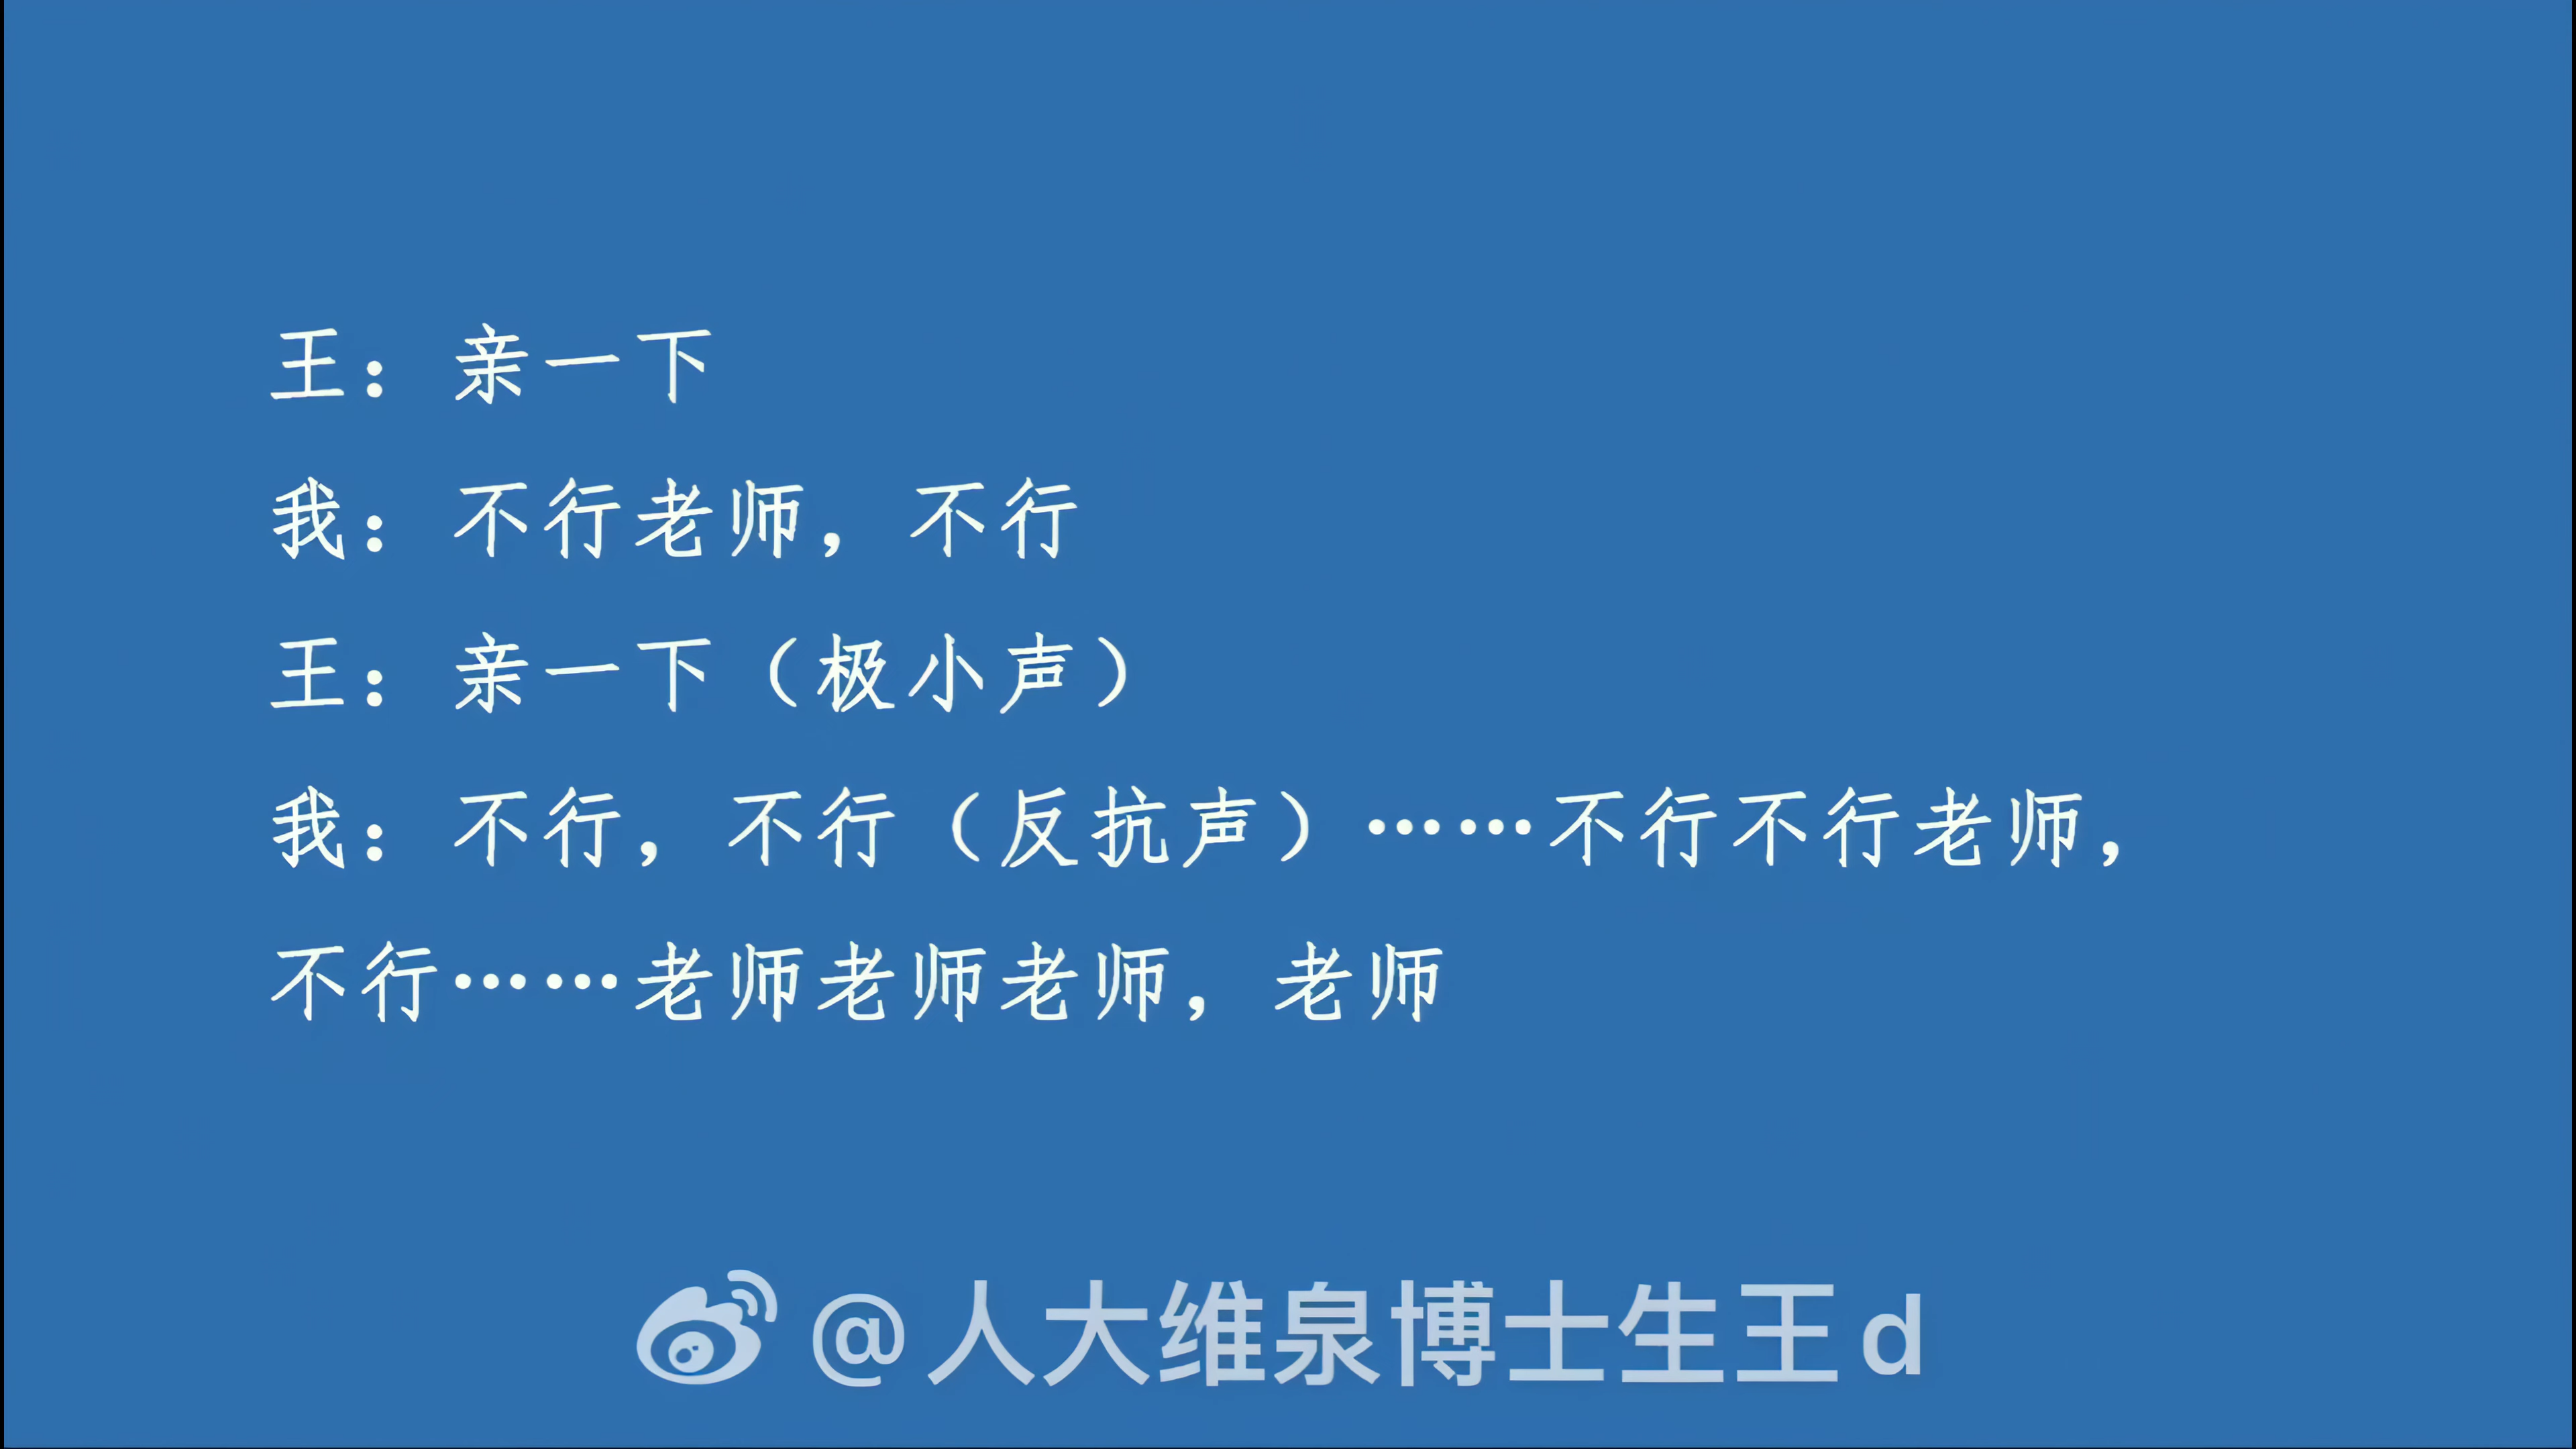 王：亲一下
我：不行老师，不行
王：亲一下（极小声）
我：不行，不行（反抗声）……不行不行老师，
不行……老师老师老师，老师
@人大维泉博士生王d